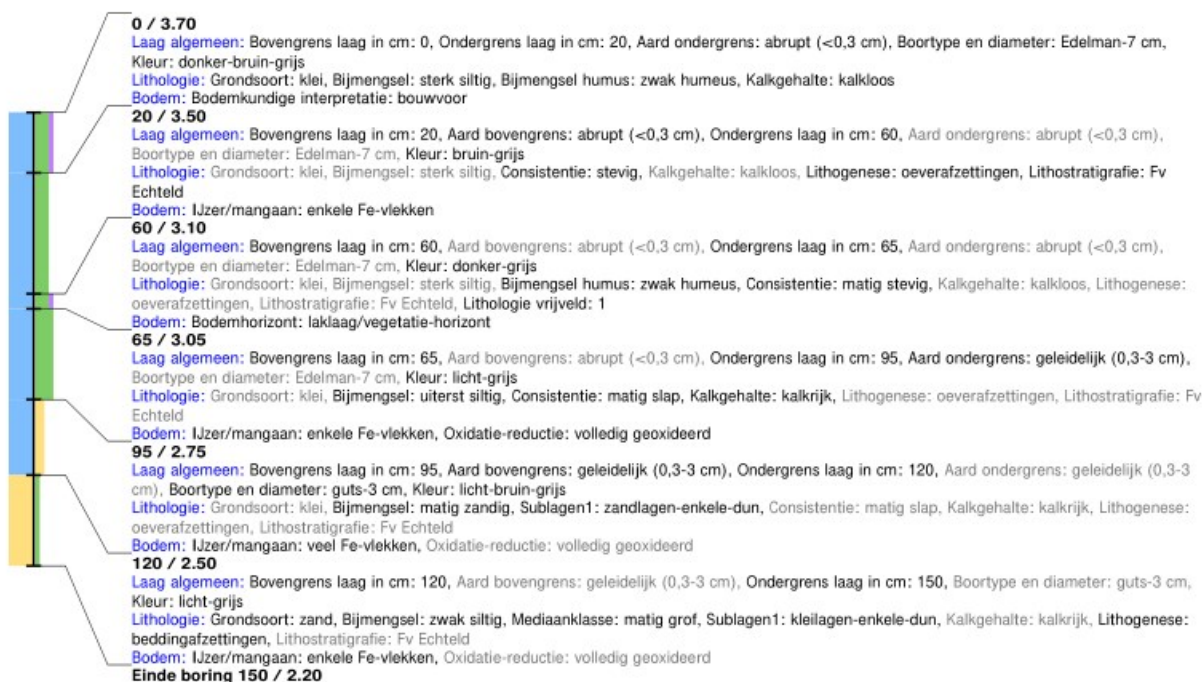 0 / 3.70
Laag algemeen: Bovengrens laag in cm: 0, Ondergrens laag in cm: 20, Aard ondergrens: abrupt (<0,3 cm), Boortype en diameter: Edelman-7 cm,
Kleur: donker-bruin-grijs
Lithologie: Grondsoort: klei, Bijmengsel: sterk siltig, Bijmengsel humus: zwak humeus, Kalkgehalte: kalkloos
Bodem: Bodemkundige interpretatie: bouwvoor
20 / 3.50
Laag algemeen: Bovengrens laag in cm: 20, Aard bovengrens: abrupt (<0,3 cm), Ondergrens laag in cm: 60, Aard ondergrens: abrupt (<0,3 cm),
Boortype en diameter: Edelman-7 cm, Kleur: bruin-grijs
Lithologie: Grondsoort: klei, Bijmengsel: sterk siltig, Consistentie: stevig, Kalkgehalte: kalkloos, Lithogenese: oeverafzettingen, Lithostratigrafie: Fv
Echteld
Bodem: IJzer/mangaan: enkele Fe-vlekken
60 / 3.10
Laag algemeen: Bovengrens laag in cm: 60, Aard bovengrens: abrupt (<0,3 cm), Ondergrens laag in cm: 65, Aard ondergrens: abrupt (<0,3 cm),
Boortype en diameter: Edelman-7 cm, Kleur: donker-grijs
Lithologie: Grondsoort: klei, Bijmengsel: sterk siltig, Bijmengsel humus: zwak humeus, Consistentie: matig stevig, Kalkgehalte: kalkloos, Lithogenese:
oeverafzettingen, Lithostratigrafie: Fv Echteld, Lithologie vrijveld: 1
Bodem: Bodemhorizont: laklaag/vegetatie-horizont
65 / 3.05
Laag algemeen: Bovengrens laag in cm: 65, Aard bovengrens: abrupt (<0,3 cm), Ondergrens laag in cm: 95, Aard ondergrens: geleidelijk (0,3-3 cm),
Boortype en diameter: Edelman-7 cm, Kleur: licht-grijs
Lithologie: Grondsoort: klei, Bijmengsel: uiterst siltig, Consistentie: matig slap, Kalkgehalte: kalkrijk, Lithogenese: oeverafzettingen, Lithostratigrafie: Fv
Echteld
Bodem: IJzer/mangaan: enkele Fe-vlekken, Oxidatie-reductie: volledig geoxideerd
95 / 2.75
Laag algemeen: Bovengrens laag in cm: 95, Aard bovengrens: geleidelijk (0,3-3 cm), Ondergrens laag in cm: 120, Aard ondergrens: geleidelijk (0,3-3
cm), Boortype en diameter: guts-3 cm, Kleur: licht-bruin-grijs
Lithologie: Grondsoort: klei, Bijmengsel: matig zandig, Sublagen1: zandlagen-enkele-dun, Consistentie: matig slap, Kalkgehalte: kalkrijk, Lithogenese:
oeverafzettingen, Lithostratigrafie: Fv Echteld
Bodem: IJzer/mangaan: veel Fe-vlekken, Oxidatie-reductie: volledig geoxideerd
120 / 2.50
Laag algemeen: Bovengrens laag in cm: 120, Aard bovengrens: geleidelijk (0,3-3 cm), Ondergrens laag in cm: 150, Boortype en diameter: guts-3 cm,
Kleur: licht-grijs
Lithologie: Grondsoort: zand, Bijmengsel: zwak siltig, Mediaanklasse: matig grof, Sublagen1: kleilagen-enkele-dun, Kalkgehalte: kalkrijk, Lithogenese:
beddingafzettingen, Lithostratigrafie: Fv Echteld
Bodem: IJzer/mangaan: enkele Fe-vlekken, Oxidatie-reductie: volledig geoxideerd
Einde boring 150 / 2.20